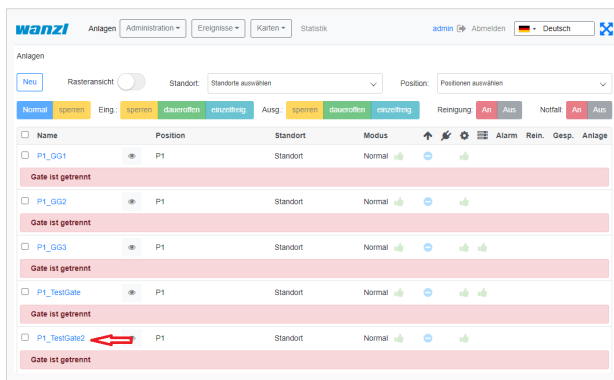 wanzl Anlagen Administration Ereignisse Karten Statistik admin Abmelden Deutsch
Anlagen
Neu Rasteransicht Standort: Standorte auswählen Position: Positionen auswählen
Normal sperren Eing.: sperren daueroffen einzelfreig. Ausg.: sperren daueroffen einzelfreig. Reinigung: An Aus Notfall: An Aus
Name Position Standort Modus Alarm Rein. Gesp. Anlage
P1_GG1 P1 Standort Normal
Gate ist getrennt
P1_GG2 P1 Standort Normal
Gate ist getrennt
P1_GG3 P1 Standort Normal
Gate ist getrennt
P1_TestGate P1 Standort Normal
Gate ist getrennt
P1_TestGate2 P1 Standort Normal
Gate ist getrennt